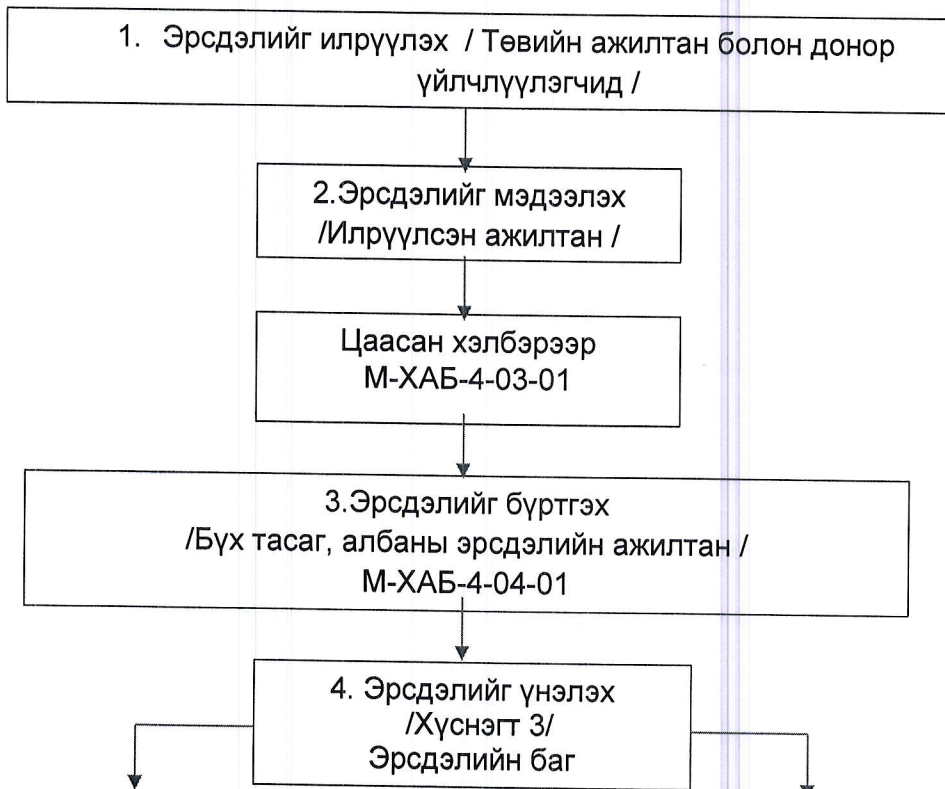 1. Эрсдэлийг илрүүлэх / Төвийн ажилтан болон донор
үйлчлүүлэгчид /
2.Эрсдэлийг мэдээлэх
/Илрүүлсэн ажилтан /
Цаасан хэлбэрээр
М-ХАБ-4-03-01
3.Эрсдэлийг бүртгэх
/Бүх тасаг, албаны эрсдэлийн ажилтан /
М-ХАБ-4-04-01
4. Эрсдэлийг үнэлэх
/Хүснэгт 3/
Эрсдэлийн баг